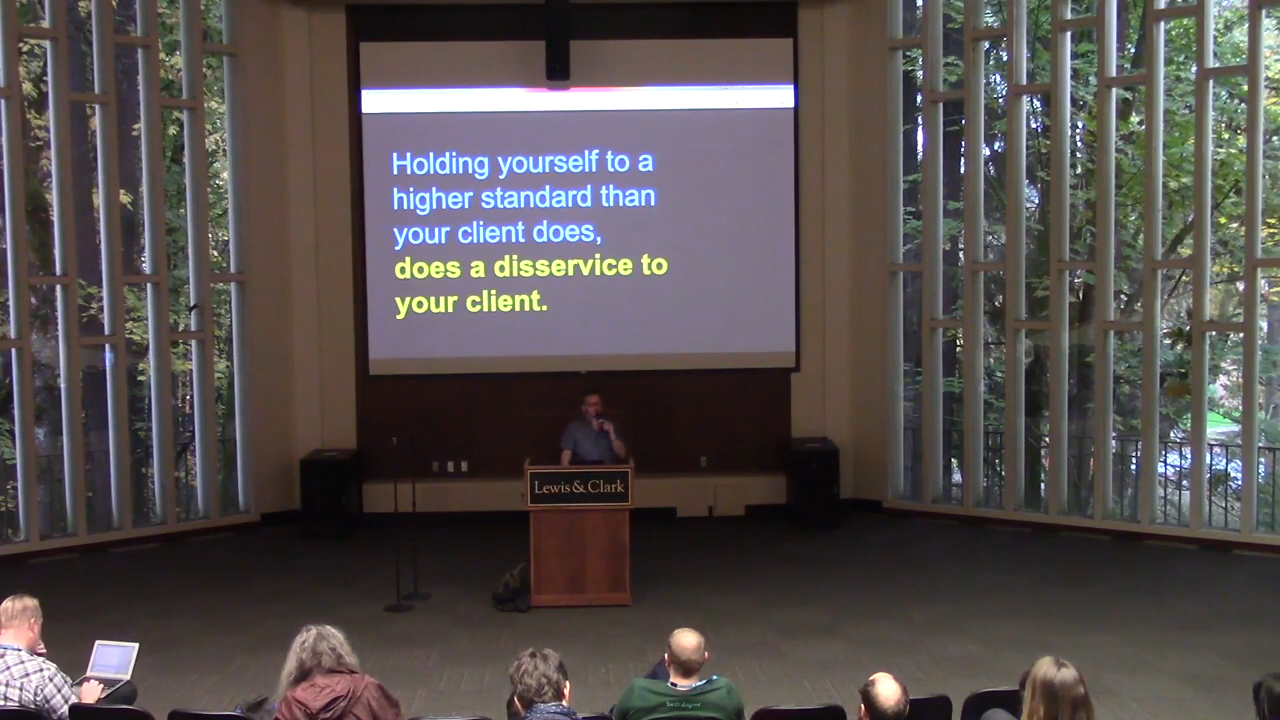 Holding yourself to a
higher standard than
your client does,
does a disservice to
your client.
Lewis & Clark